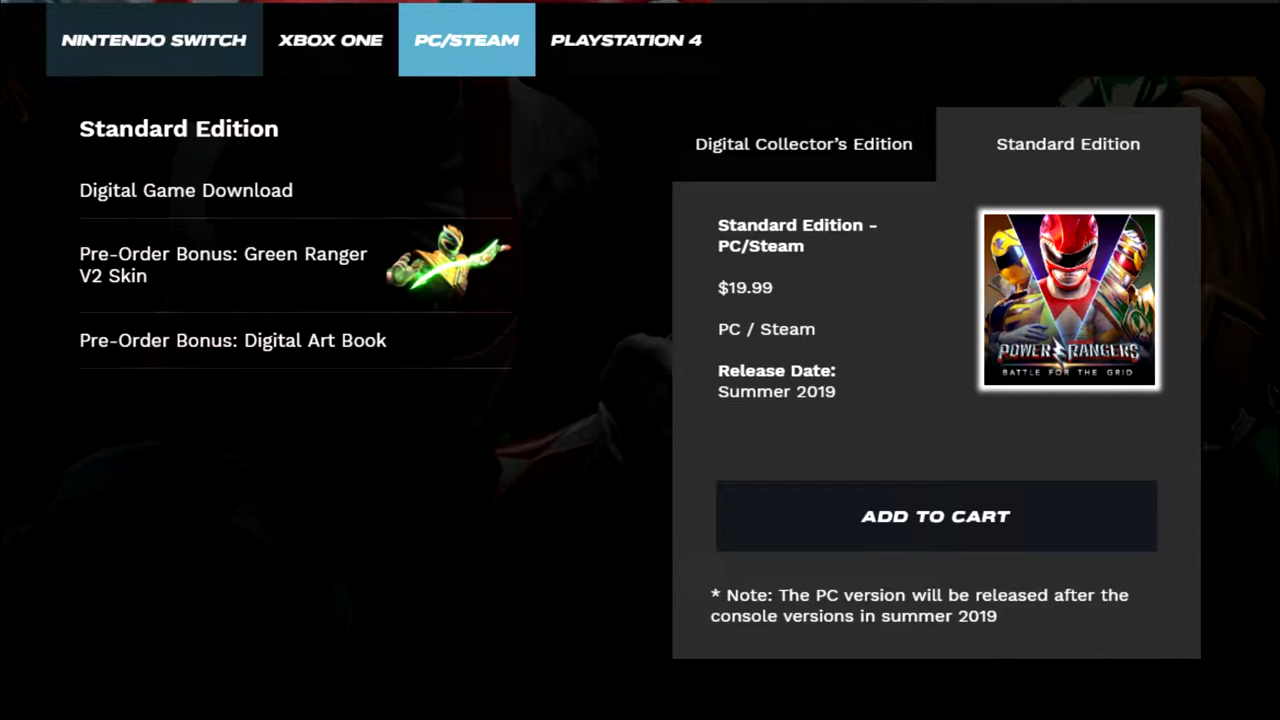 NINTENDO SWITCH
XBOX ONE
PC/STEAM
PLAYSTATION 4
Standard Edition
Digital Game Download
Pre-Order Bonus: Green Ranger
V2 Skin
Pre-Order Bonus: Digital Art Book
Digital Collector's Edition
Standard Edition
Standard Edition -
PC/Steam
$19.99
PC / Steam
Release Date:
Summer 2019
POWER RANGERS
BATTLE FOR THE GRID
ADD TO CART
* Note: The PC version will be released after the
console versions in summer 2019